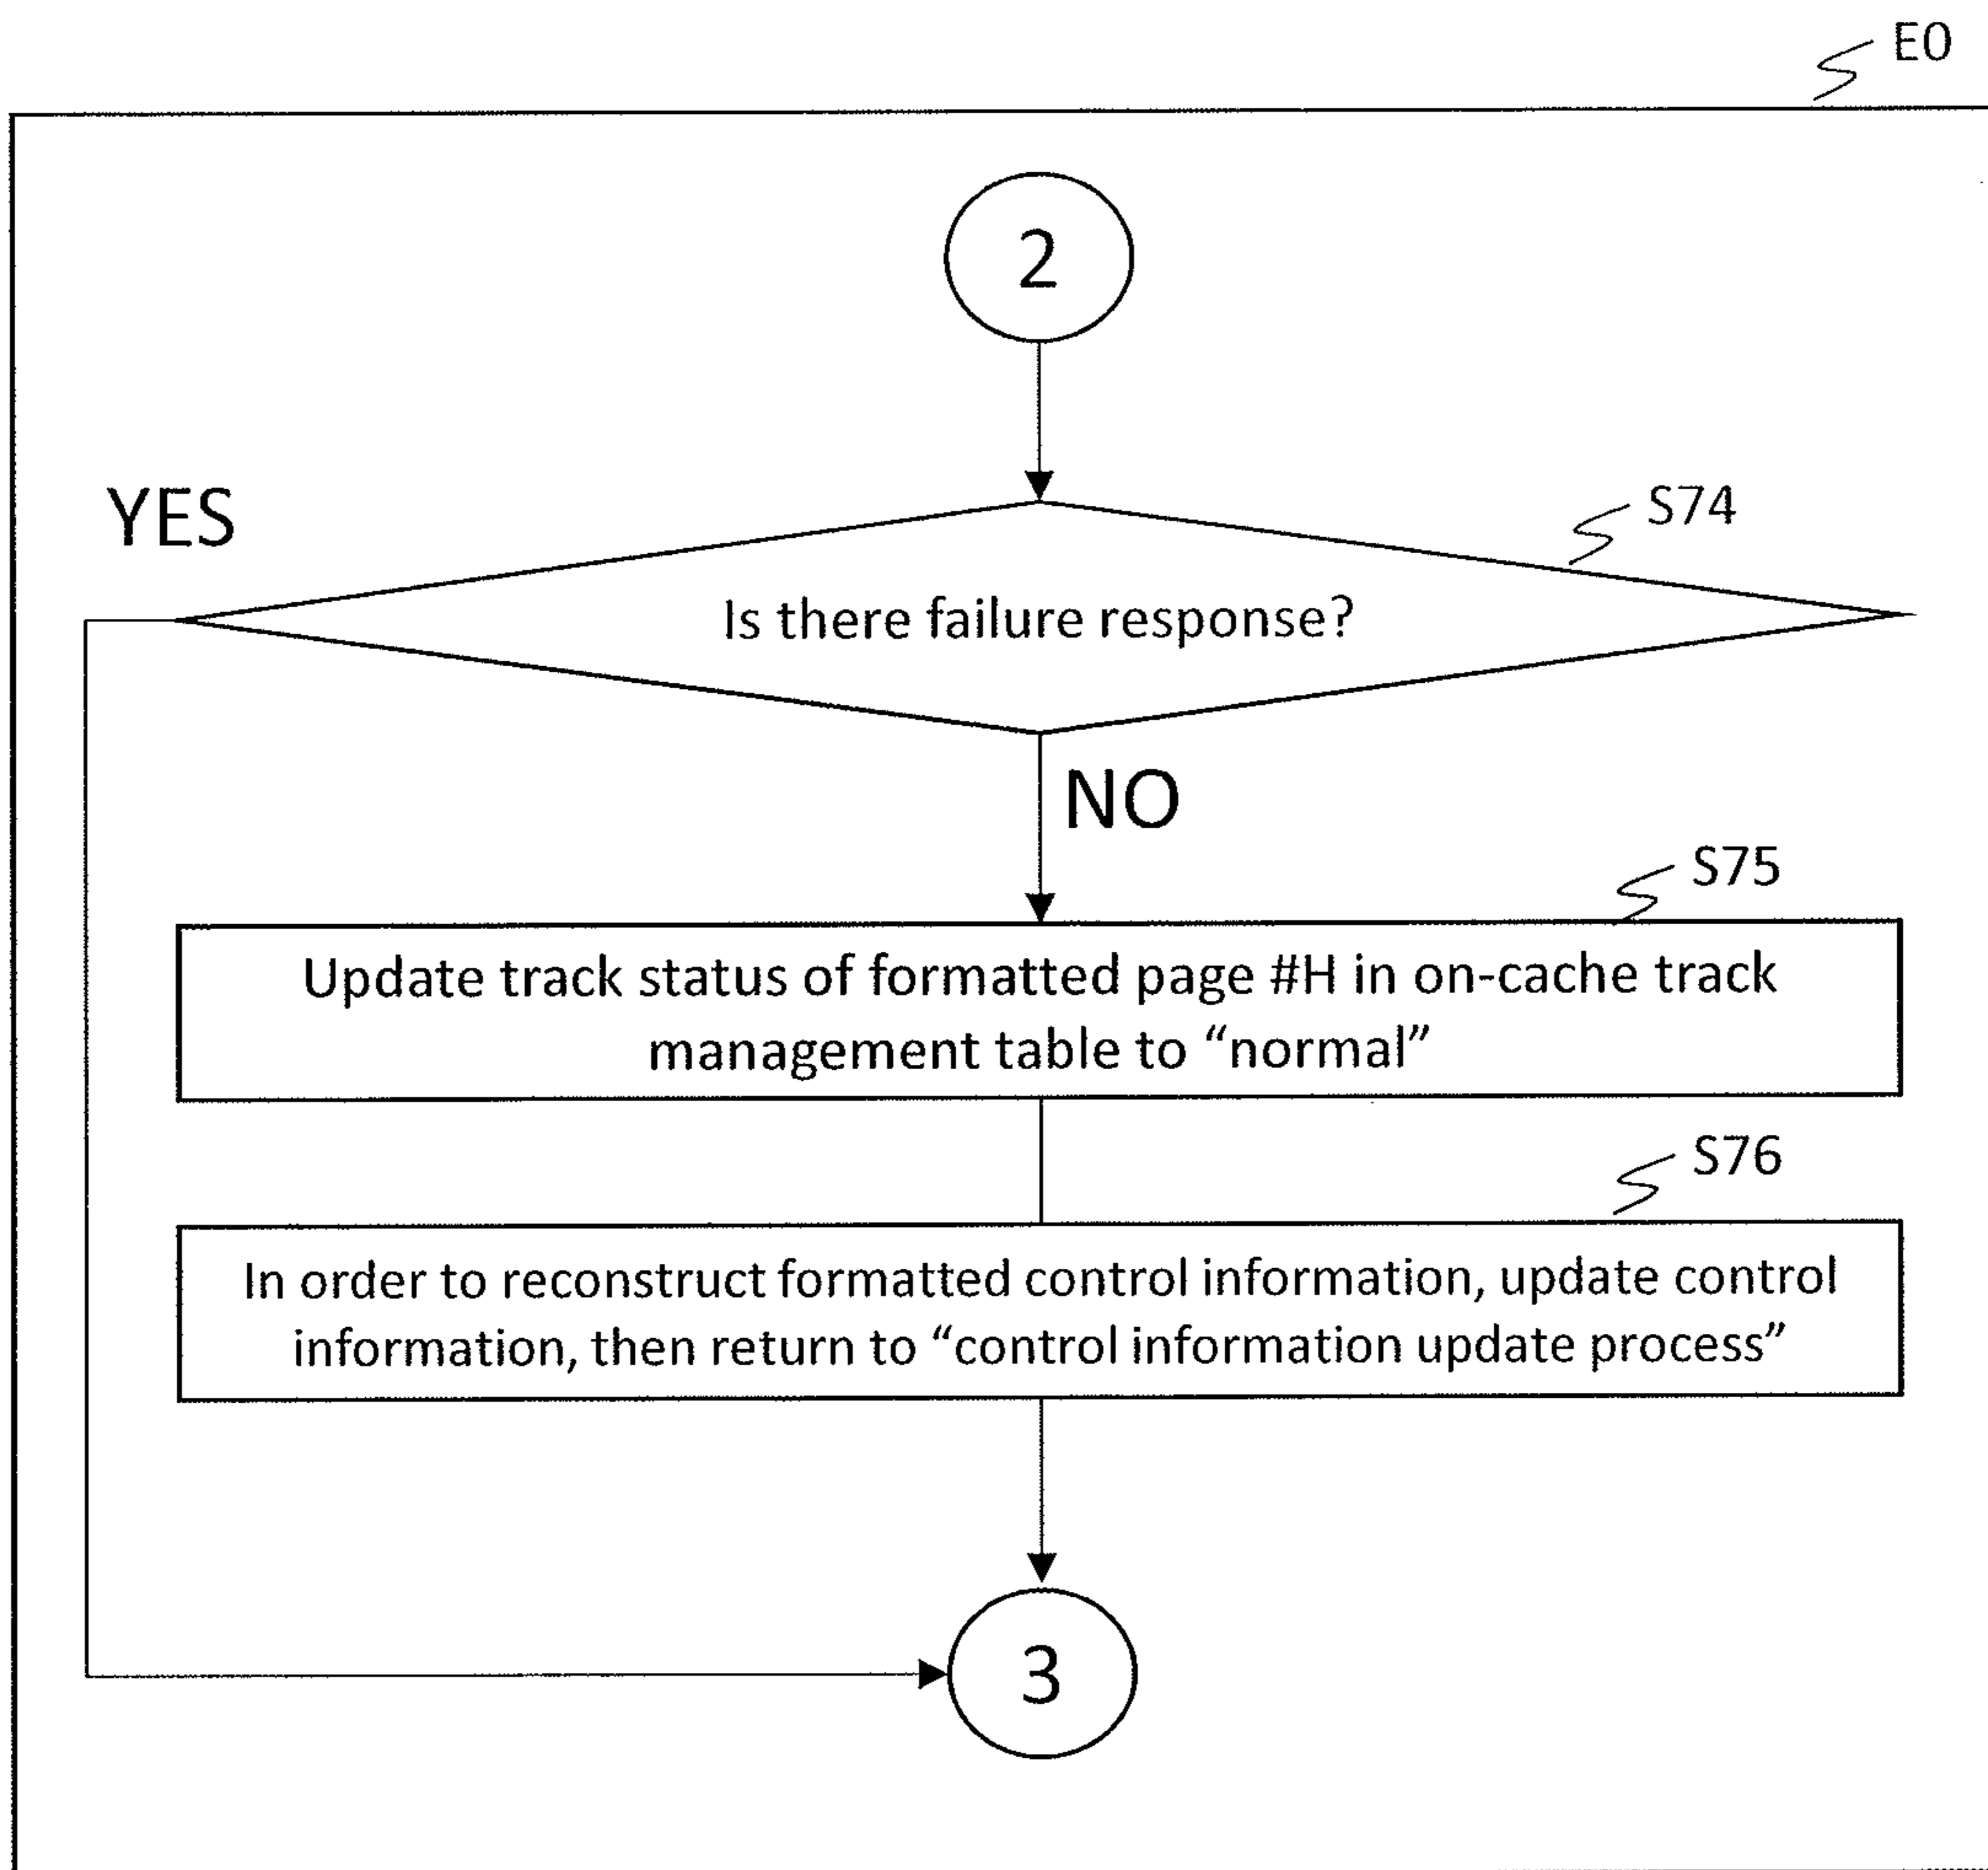 E0
2
YES
S74
Is there failure response?
NO
S75
Update track status of formatted page #H in on-cache track
management table to “normal”
S76
In order to reconstruct formatted control information, update control
information, then return to “control information update process”
3